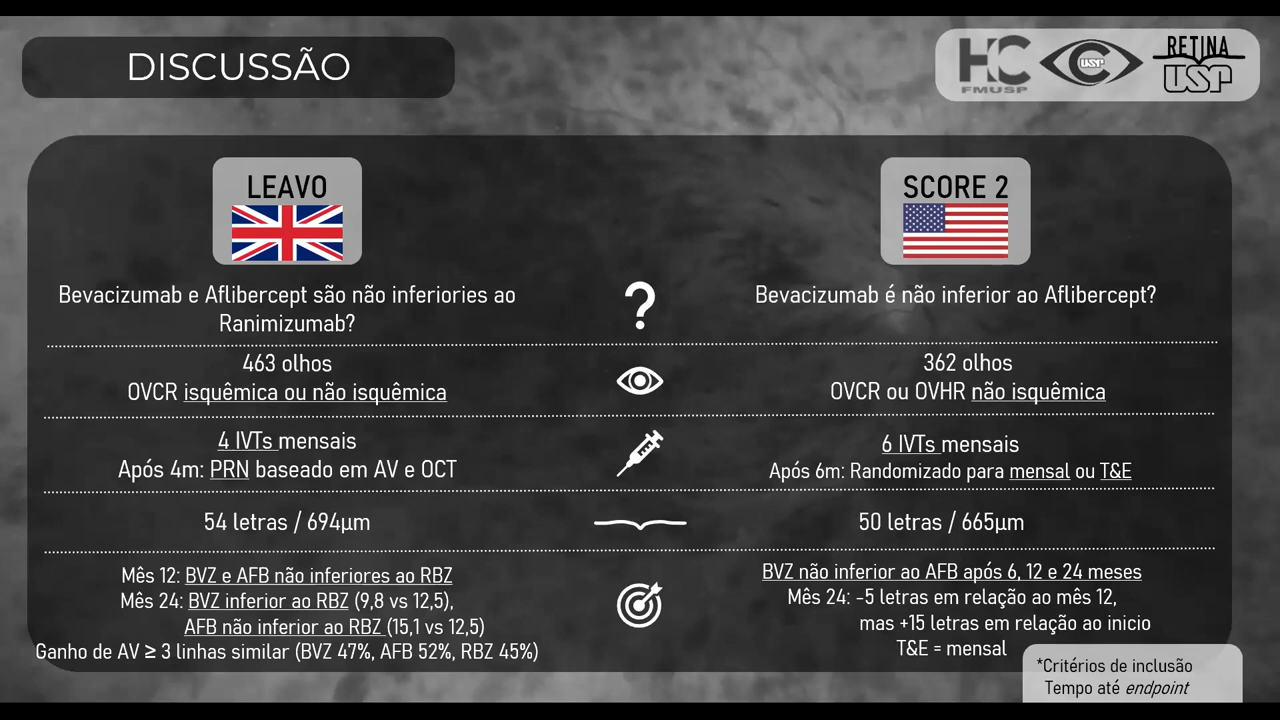 DISCUSSÃO
HC
FMUSP
USP
RETINA
USP
LEAVO
SCORE 2
Bevacizumab e Aflibercept são não inferiories ao
Ranimizumab?
Bevacizumab é não inferior ao Aflibercept?
463 olhos
OVCR isquêmica ou não isquêmica
362 olhos
OVCR ou OVHR não isquêmica
4 IVTs mensais
Após 4m: PRN baseado em AV e OCT
6 IVTs mensais
Após 6m: Randomizado para mensal ou T&E
54 letras / 694µm
50 letras / 665µm
Mês 12: BVZ e AFB não inferiores ao RBZ
Mês 24: BVZ inferior ao RBZ (9,8 vs 12,5),
AFB não inferior ao RBZ (15,1 vs 12,5)
Ganho de AV ≥ 3 linhas similar (BVZ 47%, AFB 52%, RBZ 45%)
BVZ não inferior ao AFB após 6, 12 e 24 meses
Mês 24: -5 letras em relação ao mês 12,
mas +15 letras em relação ao inicio
T&E = mensal
*Critérios de inclusão
Tempo até endpoint